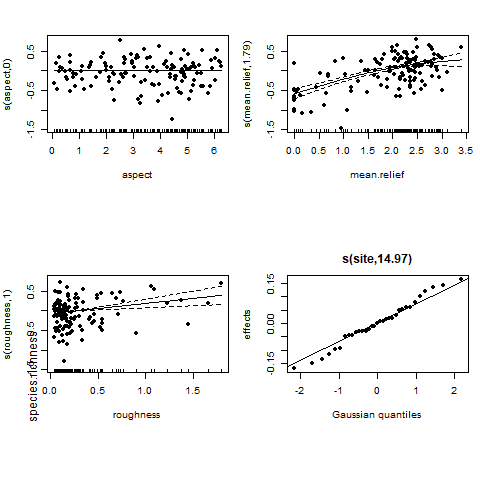 s(aspect,0)
0.5
-0.5
-1.5
0 1 2 3 4 5 6
aspect
s(mean.relief,1.79)
0.5
-0.5
-1.5
0.0 0.5 1.0 1.5 2.0 2.5 3.0 3.5
mean.relief
s(roughness,1)
species.richness
0.5
0.5
0.0 0.5 1.0 1.5
roughness
s(site,14.97)
effects
0.15
0.00
-0.15
-2 -1 0 1 2
Gaussian quantiles